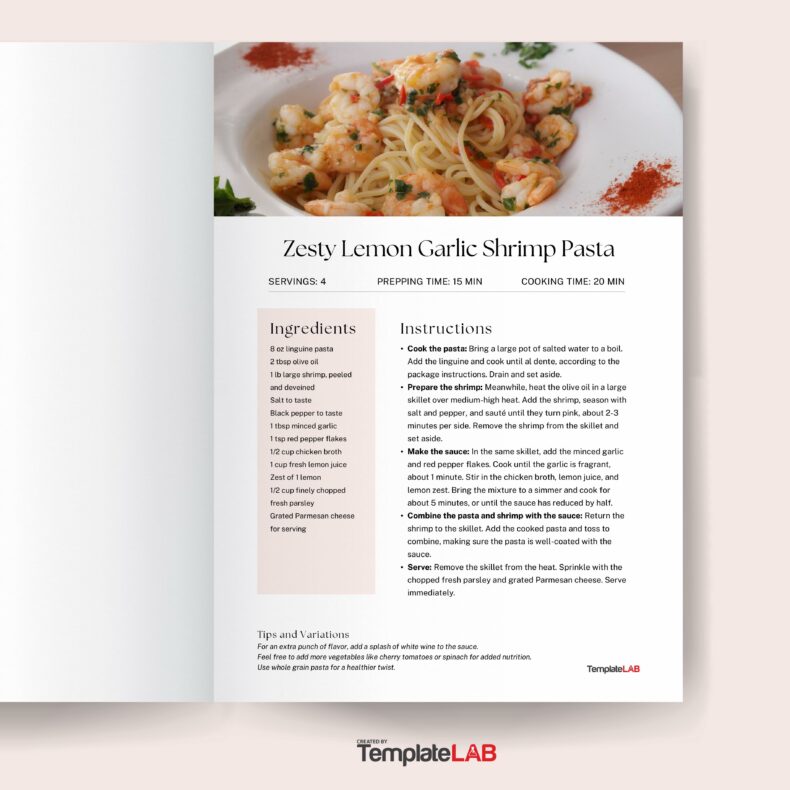 Zesty Lemon Garlic Shrimp Pasta
SERVINGS: 4 PREPPING TIME: 15 MIN COOKING TIME: 20 MIN
Ingredients
8 oz linguine pasta
2 tbsp olive oil
1 lb large shrimp, peeled
and deveined
Salt to taste
Black pepper to taste
1 tbsp minced garlic
1 tsp red pepper flakes
1/2 cup chicken broth
1 cup fresh lemon juice
Zest of 1 lemon
1/2 cup finely chopped
fresh parsley
Grated Parmesan cheese
for serving
Instructions
• Cook the pasta: Bring a large pot of salted water to a boil.
Add the linguine and cook until al dente, according to the
package instructions. Drain and set aside.
• Prepare the shrimp: Meanwhile, heat the olive oil in a large
skillet over medium-high heat. Add the shrimp, season with
salt and pepper, and sauté until they turn pink, about 2-3
minutes per side. Remove the shrimp from the skillet and
set aside.
• Make the sauce: In the same skillet, add the minced garlic
and red pepper flakes. Cook until the garlic is fragrant,
about 1 minute. Stir in the chicken broth, lemon juice, and
lemon zest. Bring the mixture to a simmer and cook for
about 5 minutes, or until the sauce has reduced by half.
• Combine the pasta and shrimp with the sauce: Return the
shrimp to the skillet. Add the cooked pasta and toss to
combine, making sure the pasta is well-coated with the
sauce.
• Serve: Remove the skillet from the heat. Sprinkle with the
chopped fresh parsley and grated Parmesan cheese. Serve
immediately.
Tips and Variations
For an extra punch of flavor, add a splash of white wine to the sauce.
Feel free to add more vegetables like cherry tomatoes or spinach for added nutrition.
Use whole grain pasta for a healthier twist.
TemplateLAB
CREATED BY
TemplateLAB